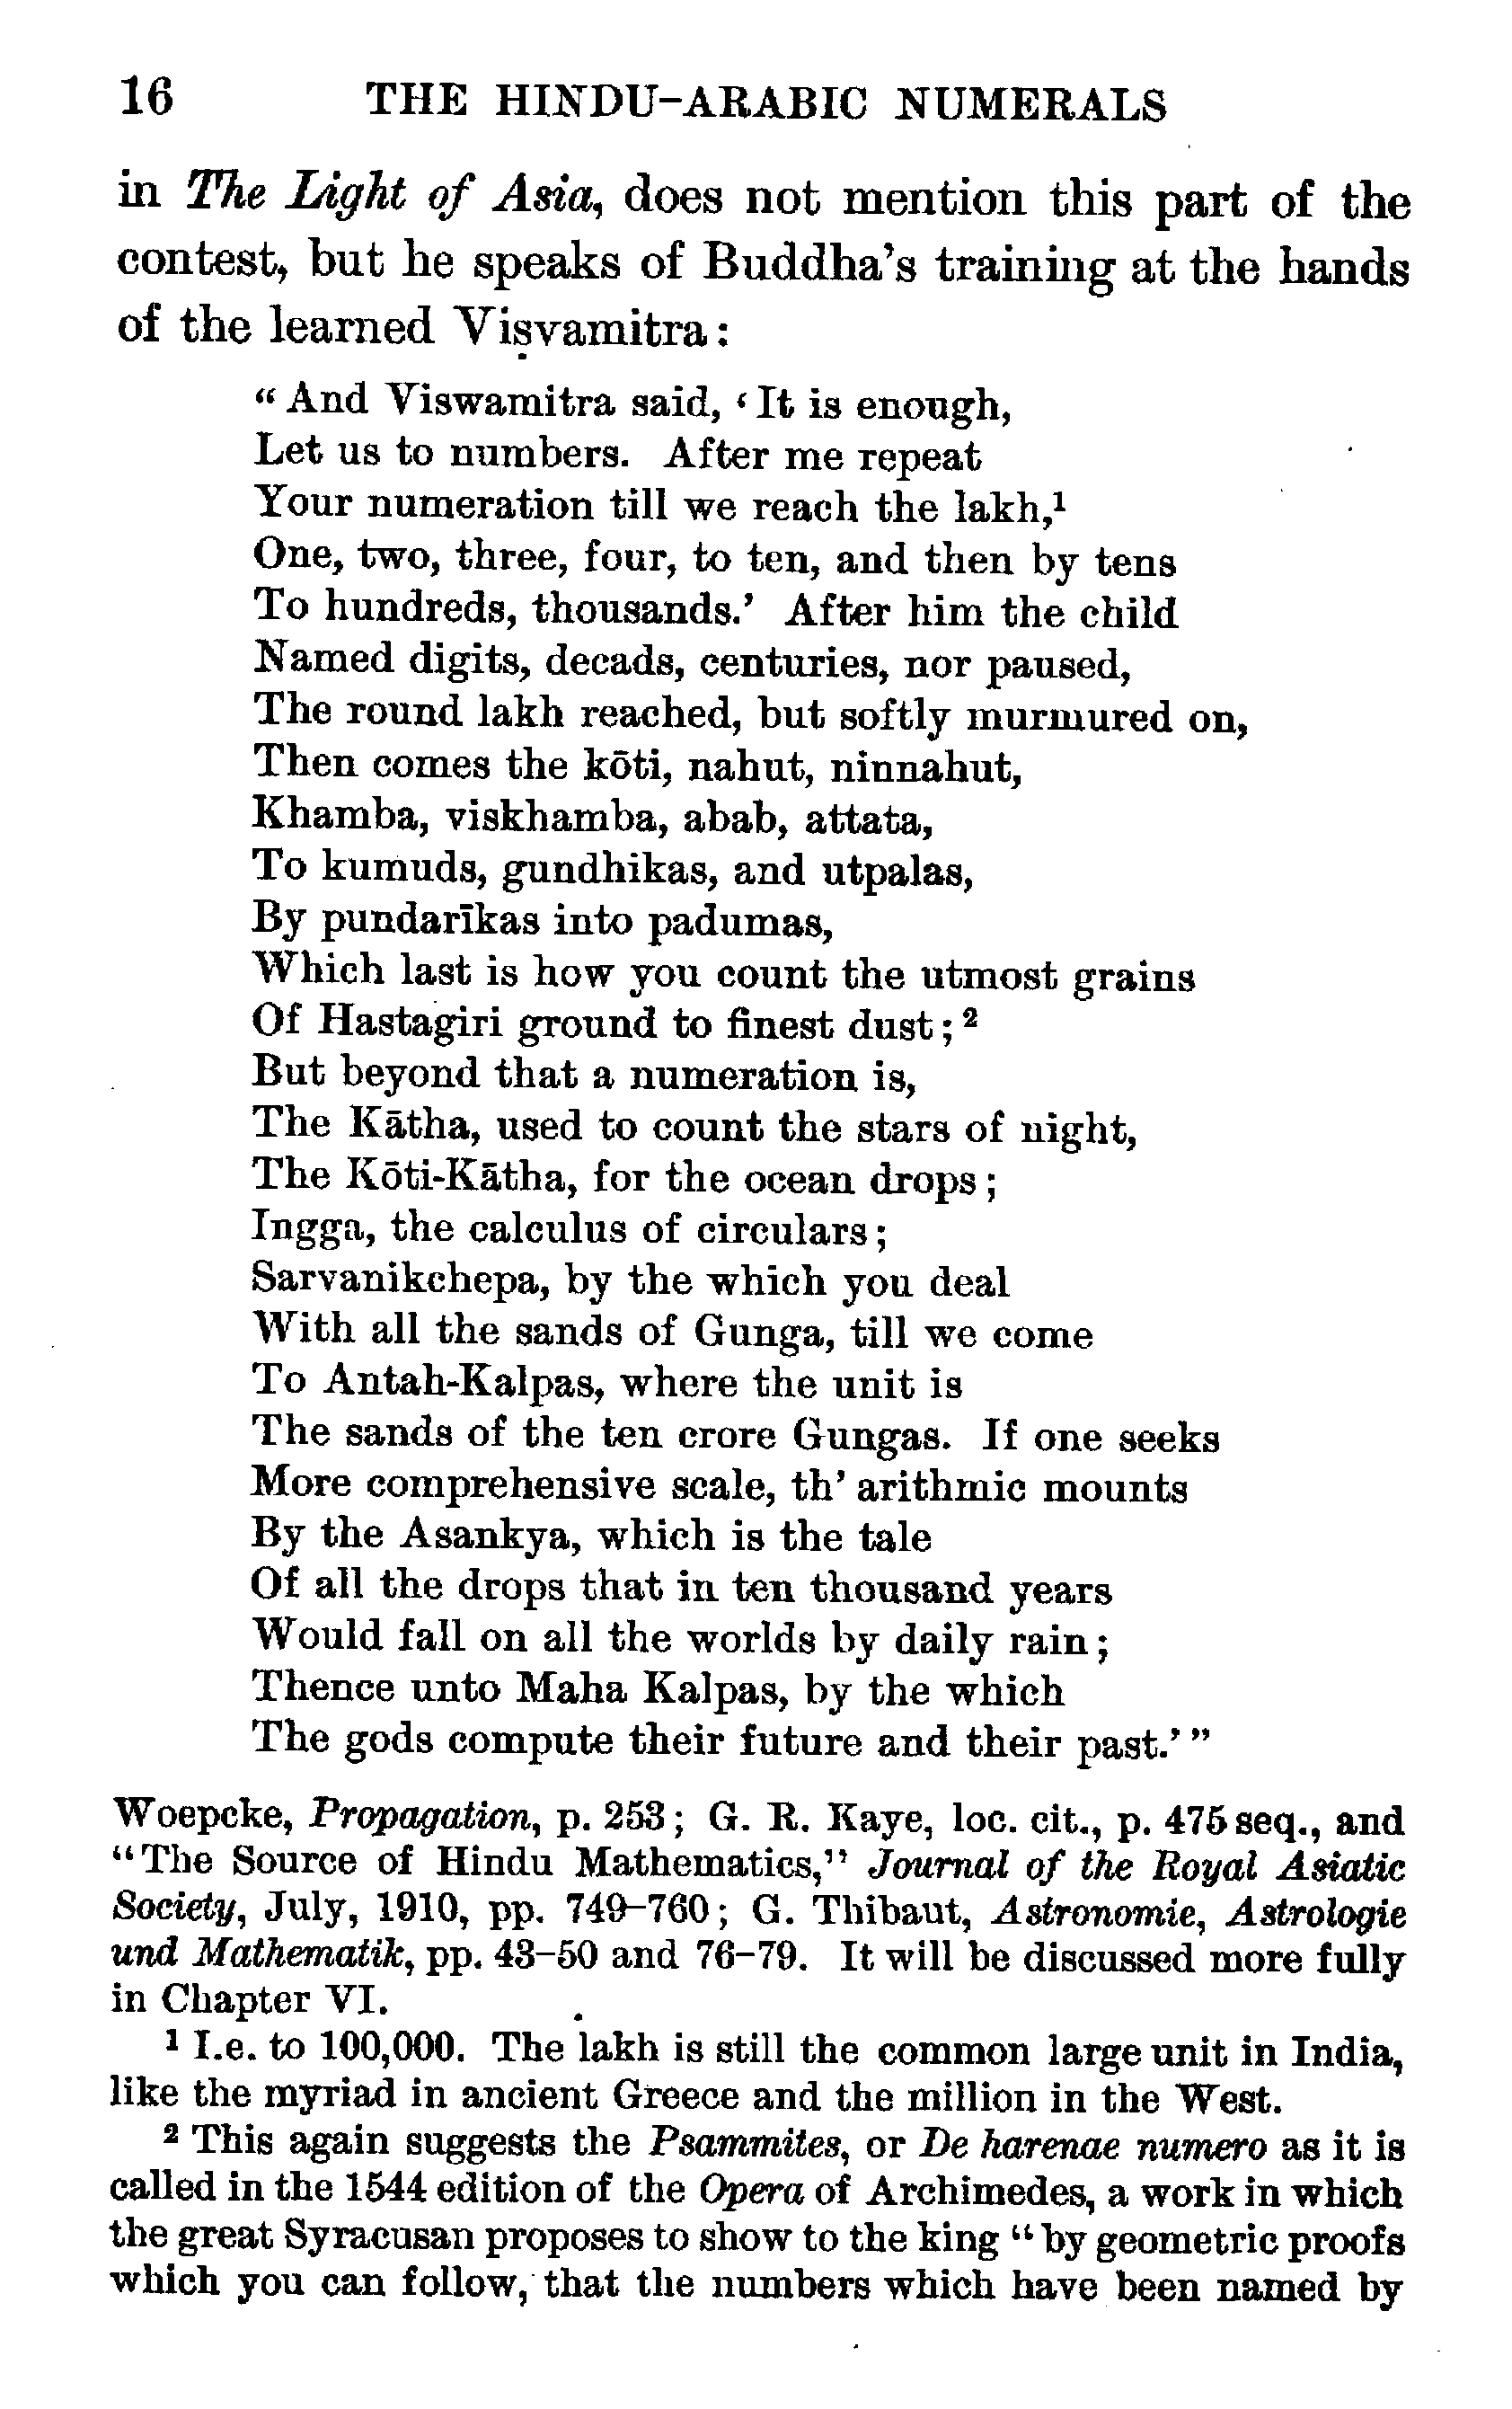 16 THE HINDU-ARABIC NUMERALS
in The Light of Asia, does not mention this part of the
contest, but he speaks of Buddha's training at the hands
of the learned Viṣvamitra:
“And Viswamitra said, ‘It is enough,
Let us to numbers. After me repeat
Your numeration till we reach the lakh,¹
One, two, three, four, to ten, and then by tens
To hundreds, thousands.’ After him the child
Named digits, decads, centuries, nor paused,
The round lakh reached, but softly murmured on,
Then comes the kōti, nahut, ninnahut,
Khamba, viskhamba, abab, attata,
To kumuds, gundhikas, and utpalas,
By pundarīkas into padumas,
Which last is how you count the utmost grains
Of Hastagiri ground to finest dust;²
But beyond that a numeration is,
The Kātha, used to count the stars of night,
The Kōti-Kātha, for the ocean drops;
Ingga, the calculus of circulars;
Sarvanikchepa, by the which you deal
With all the sands of Gunga, till we come
To Antah-Kalpas, where the unit is
The sands of the ten crore Gungas. If one seeks
More comprehensive scale, th' arithmic mounts
By the Asankya, which is the tale
Of all the drops that in ten thousand years
Would fall on all the worlds by daily rain;
Thence unto Maha Kalpas, by the which
The gods compute their future and their past.’”
Woepcke, Propagation, p. 253; G. R. Kaye, loc. cit., p. 475 seq., and
“The Source of Hindu Mathematics,” Journal of the Royal Asiatic
Society, July, 1910, pp. 749–760; G. Thibaut, Astronomie, Astrologie
und Mathematik, pp. 43–50 and 76–79. It will be discussed more fully
in Chapter VI.
¹ I.e. to 100,000. The lakh is still the common large unit in India,
like the myriad in ancient Greece and the million in the West.
² This again suggests the Psammites, or De harenae numero as it is
called in the 1544 edition of the Opera of Archimedes, a work in which
the great Syracusan proposes to show to the king “by geometric proofs
which you can follow, that the numbers which have been named by